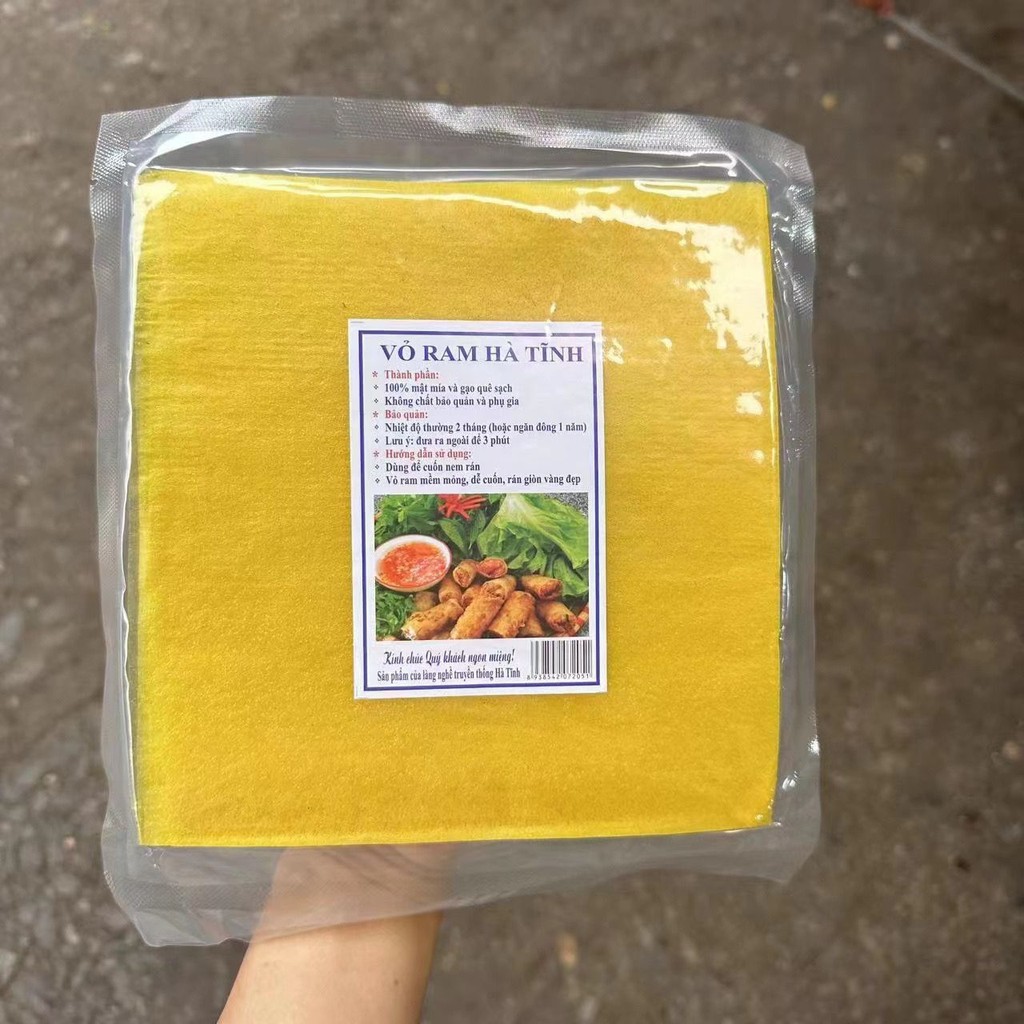 VỎ RAM HÀ TĨNH
* Thành phần:
100% mật mía và gạo quê sạch
Không chất bảo quản và phụ gia
* Bảo quản:
Nhiệt độ thường 2 tháng (hoặc ngăn đông 1 năm)
Lưu ý: đưa ra ngoài để 3 phút
* Hướng dẫn sử dụng:
Dùng để cuốn nem rán
Vỏ ram mềm mỏng, dễ cuốn, rán giòn vàng đẹp
Kính chúc Quý khách ngon miệng!
Sản phẩm của làng nghề truyền thống Hà Tĩnh
8 938542 072051